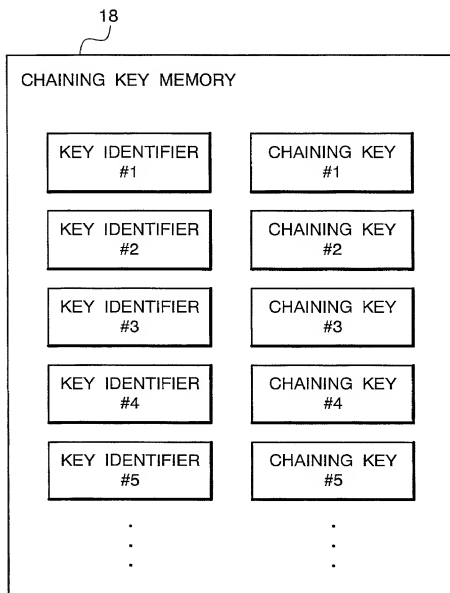 18
CHAINING KEY MEMORY
KEY IDENTIFIER
#1
CHAINING KEY
#1
KEY IDENTIFIER
#2
CHAINING KEY
#2
KEY IDENTIFIER
#3
CHAINING KEY
#3
KEY IDENTIFIER
#4
CHAINING KEY
#4
KEY IDENTIFIER
#5
CHAINING KEY
#5